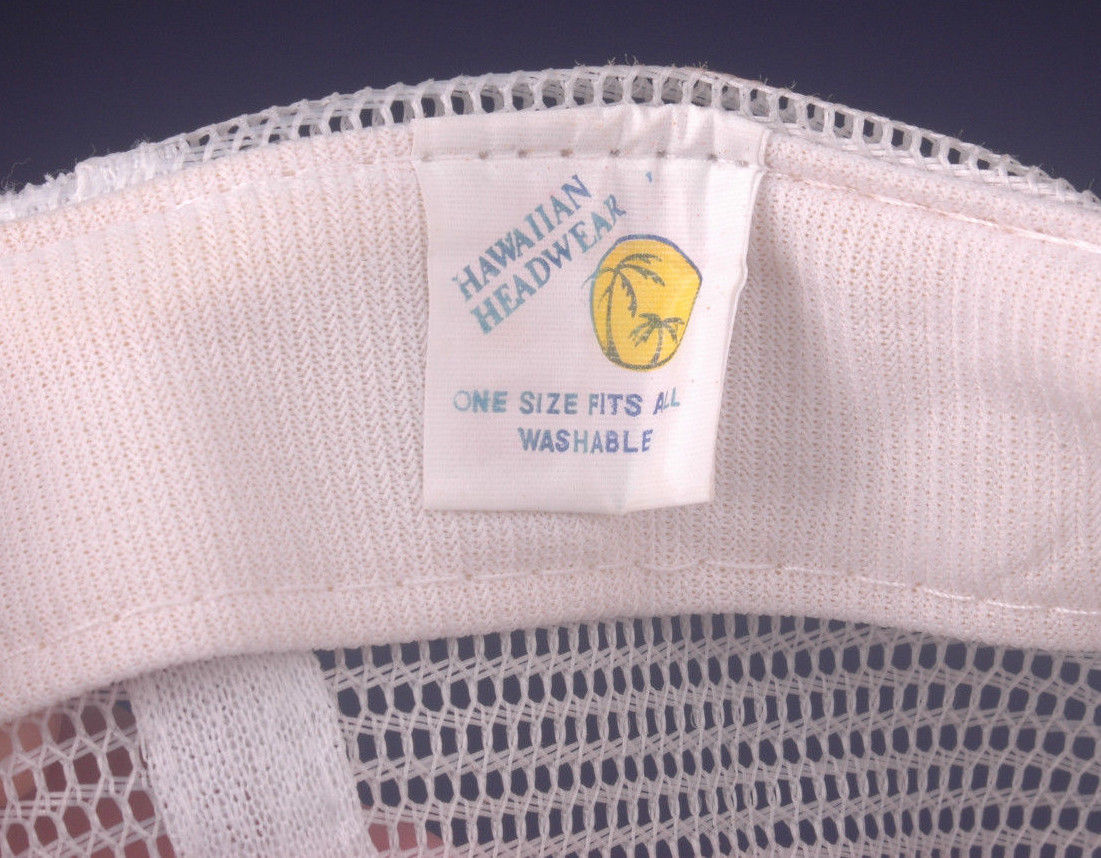 HAWAIIAN
HEADWEAR
ONE SIZE FITS ALL
WASHABLE